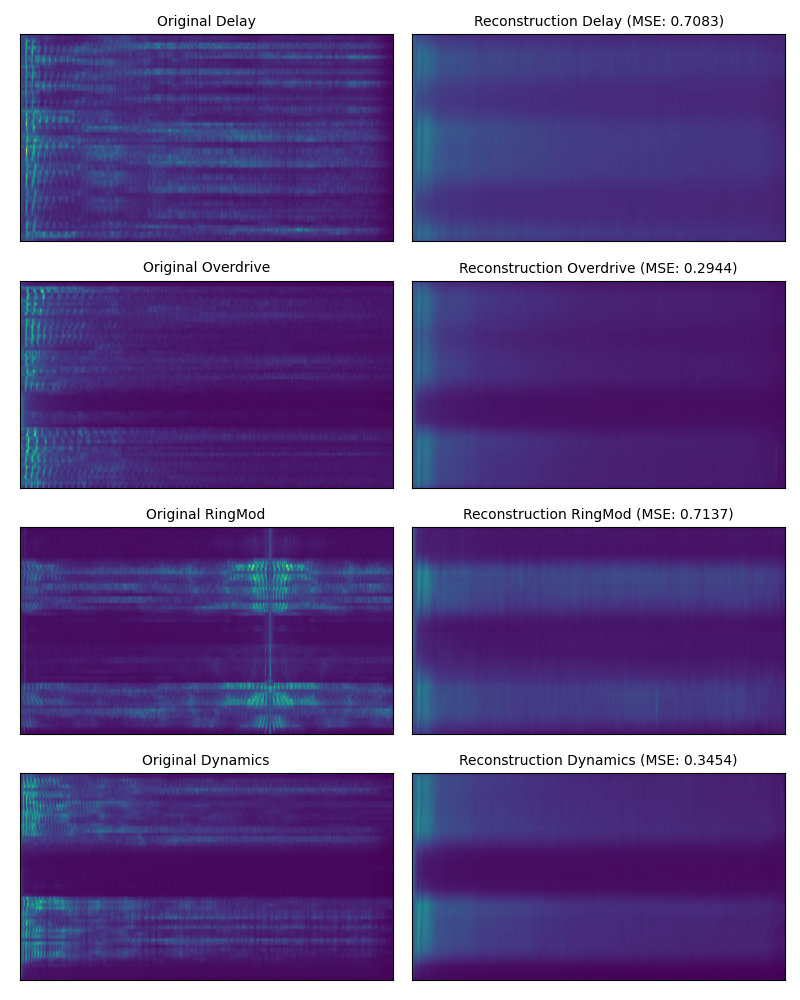 Original Delay
Reconstruction Delay (MSE: 0.7083)
Original Overdrive
Reconstruction Overdrive (MSE: 0.2944)
Original RingMod
Reconstruction RingMod (MSE: 0.7137)
Original Dynamics
Reconstruction Dynamics (MSE: 0.3454)